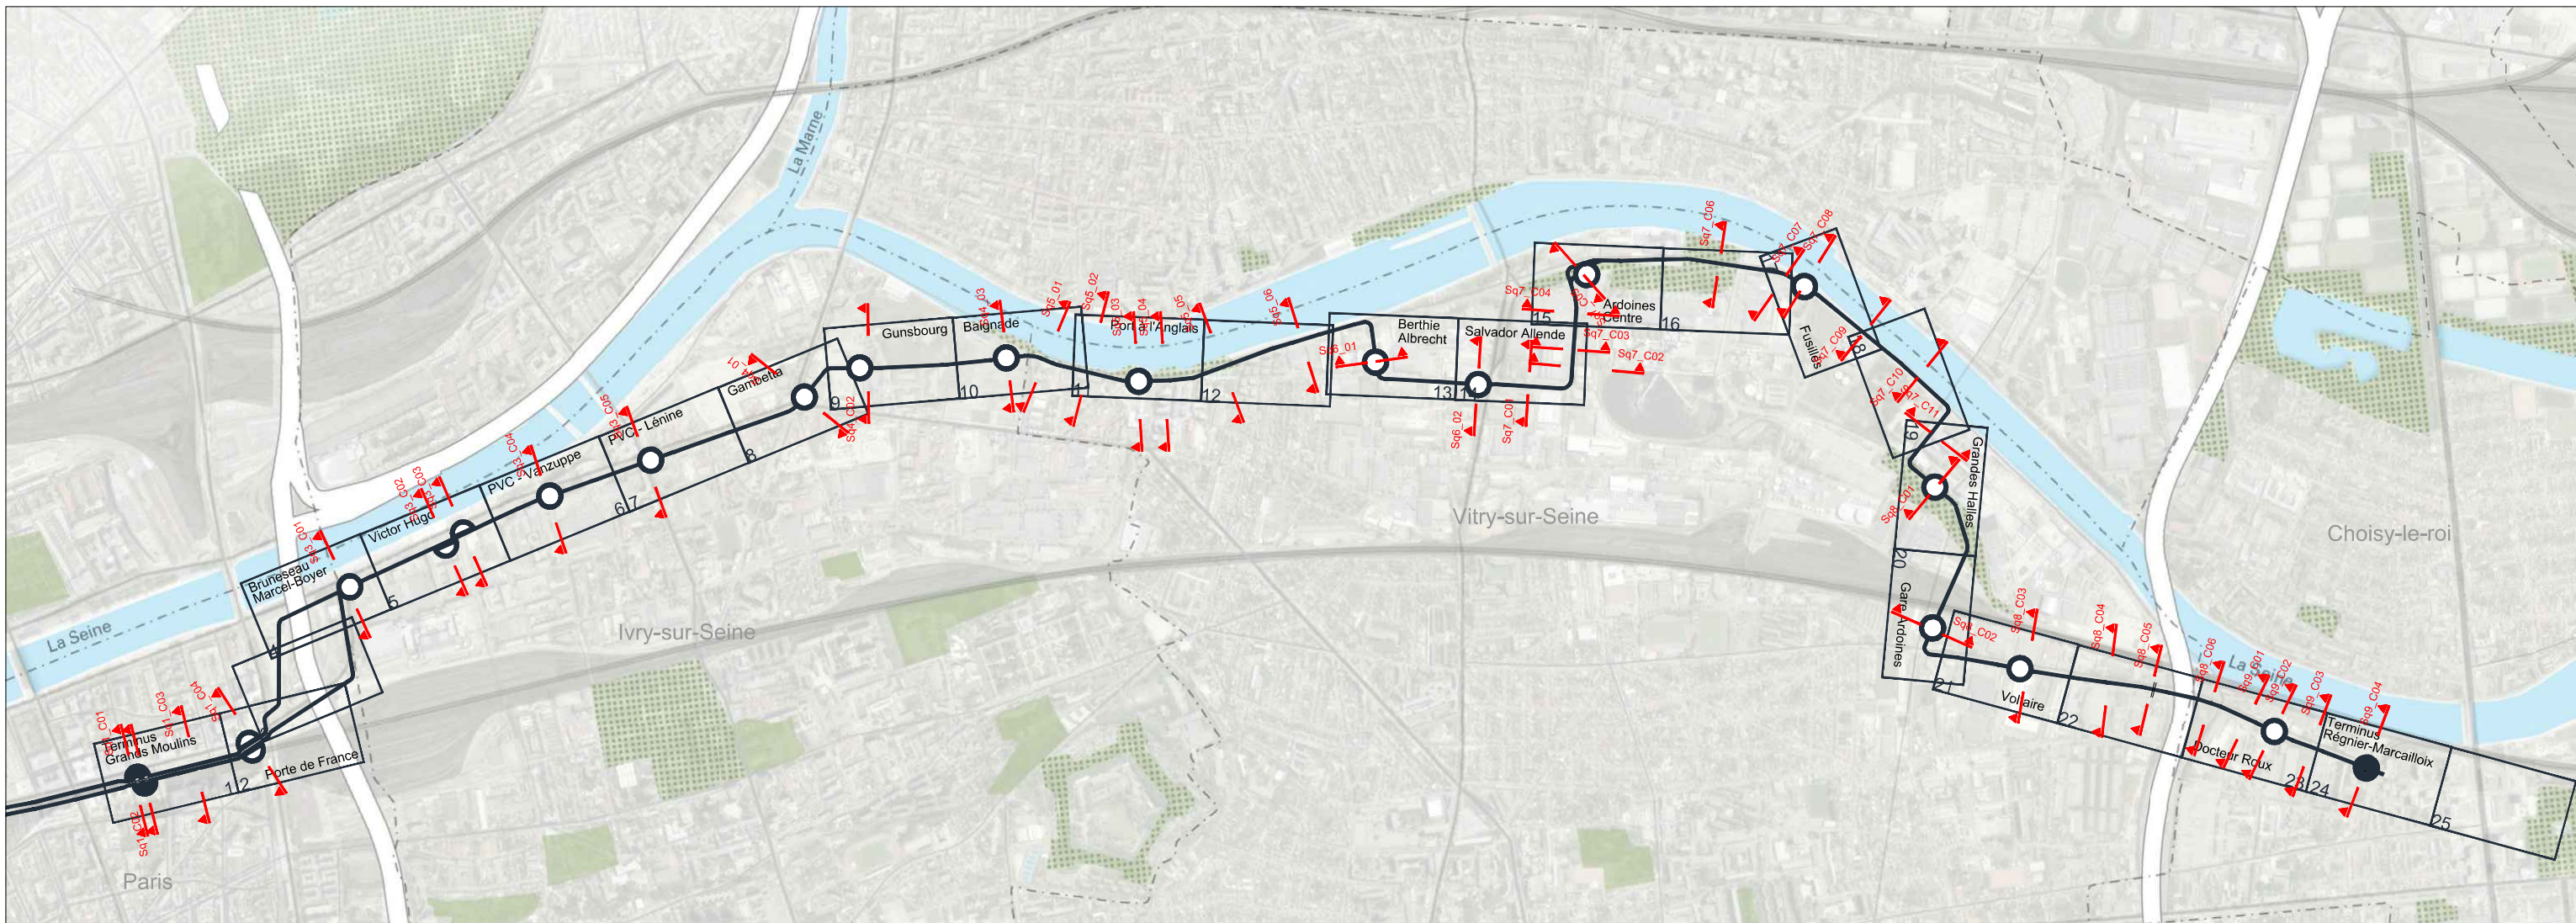 La Marne
La Seine
La Seine
Paris
Ivry-sur-Seine
Vitry-sur-Seine
Choisy-le-roi
Terminus
Grands Moulins
Porte de France
Bruneseau
Marcel-Boyer
Victor Hugo
PVC - Vanzuppe
PVC - Lénine
Gambetta
Gunsbourg
Baignade
Port à l'Anglais
Berthie
Albrecht
Salvador Allende
Ardoines
Centre
Fusillés
Grandes Halles
Gare Ardoines
Voltaire
Docteur Roux
Terminus
Régnier-Marcailloix
1
2
4
5
6
7
8
9
10
12
13
14
15
16
18
19
20
21
22
23
24
25
Sq1_C02
Sq1_C03
Sq1_C04
Sq3_C01
Sq3_C02
Sq3_C03
Sq3_C04
Sq3_C05
Sq4_01
Sq4_C02
Sq4_03
Sq5_01
Sq5_02
Sq5_03
Sq5_04
Sq5_05
Sq5_06
Sq6_01
Sq6_02
Sq7_C01
Sq7_C02
Sq7_C03
Sq7_C04
Sq7_C06
Sq7_C07
Sq7_C08
Sq7_C09
Sq7_C10
Sq7_C11
Sq8_C01
Sq8_C02
Sq8_C03
Sq8_C04
Sq8_C05
Sq8_C06
Sq9_C01
Sq9_C02
Sq9_C03
Sq9_C04